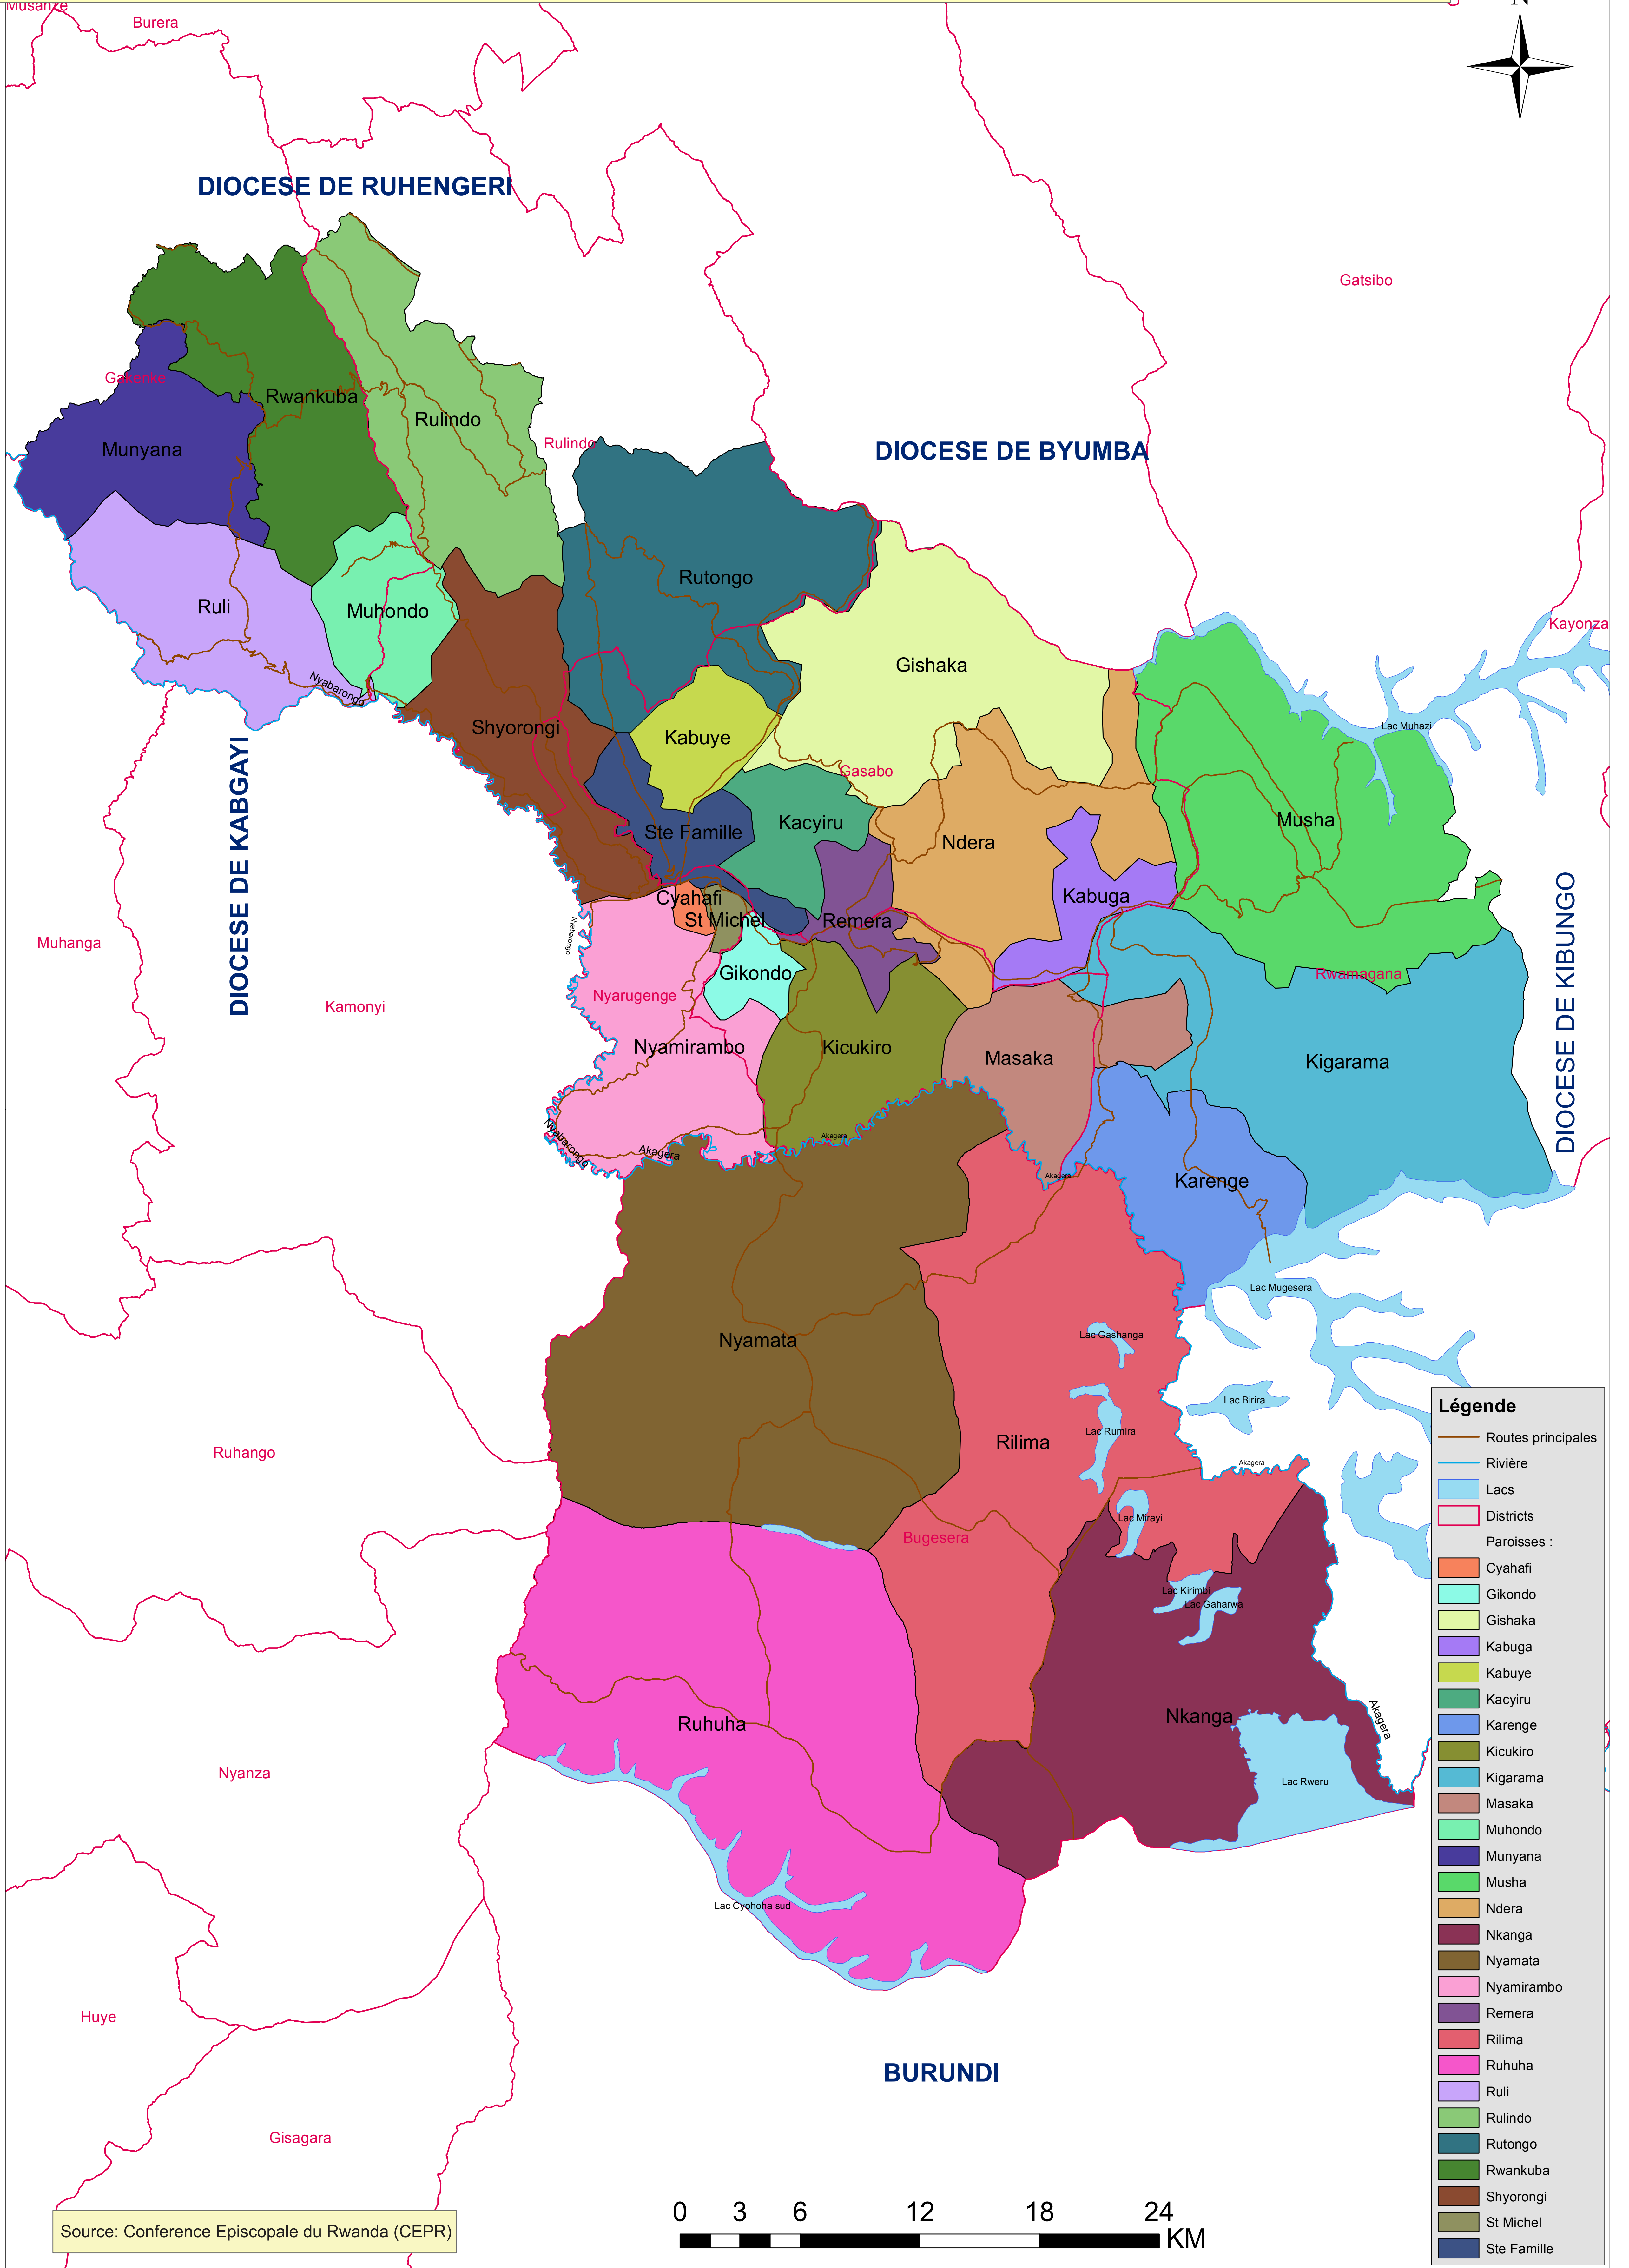 Musanze
Burera
N
DIOCESE DE RUHENGERI
Gatsibo
Gakenke
Rwankuba
Rulindo
Munyana
Rulindo
DIOCESE DE BYUMBA
Rutongo
Ruli
Muhondo
Kayonza
Gishaka
Nyabarongo
Shyorongi
Kabuye
Lac Muhazi
Gasabo
DIOCESE DE KABGAYI
Ste Famille
Kacyiru
Musha
Ndera
Cyahafi
Kabuga
St Michel
Remera
Nyabarongo
Muhanga
Gikondo
Rwamagana
DIOCESE DE KIBUNGO
Nyarugenge
Kamonyi
Nyamirambo
Kicukiro
Masaka
Kigarama
Nyabarongo
Akagera
Akagera
Akagera
Karenge
Lac Mugesera
Nyamata
Lac Gashanga
Lac Birira
Lac Rumira
Rilima
Ruhango
Akagera
Lac Mirayi
Bugesera
Lac Kirimbi
Lac Gaharwa
Nkanga
Akagera
Ruhuha
Nyanza
Lac Rweru
Lac Cyohoha sud
Huye
BURUNDI
Gisagara
Légende
Routes principales
Rivière
Lacs
Districts
Paroisses :
Cyahafi
Gikondo
Gishaka
Kabuga
Kabuye
Kacyiru
Karenge
Kicukiro
Kigarama
Masaka
Muhondo
Munyana
Musha
Ndera
Nkanga
Nyamata
Nyamirambo
Remera
Rilima
Ruhuha
Ruli
Rulindo
Rutongo
Rwankuba
Shyorongi
St Michel
Ste Famille
Source: Conference Episcopale du Rwanda (CEPR)
0 3 6 12 18 24
KM